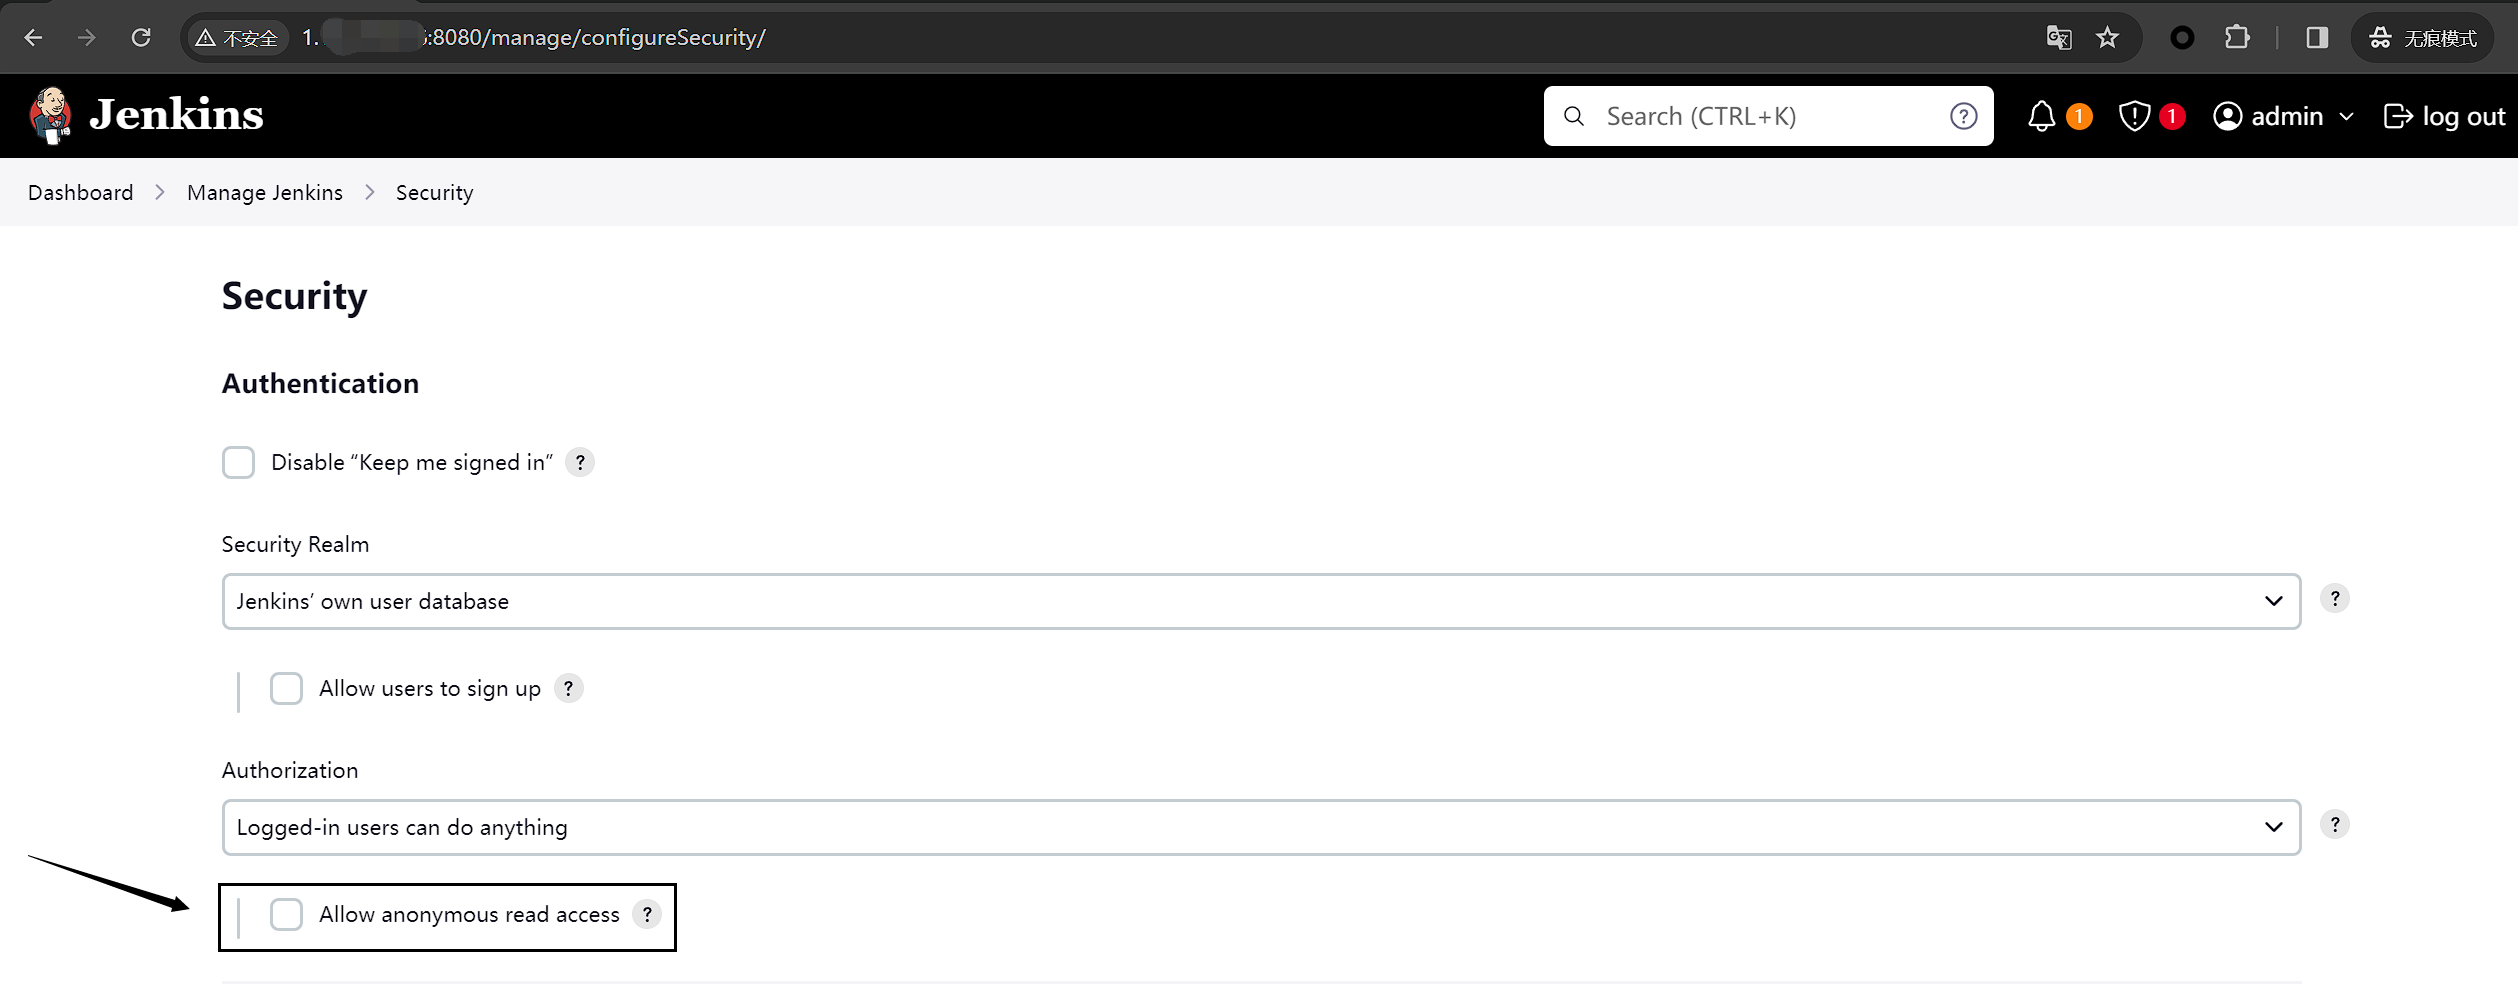 不安全 1. :8080/manage/configureSecurity/ 无痕模式
Jenkins Search (CTRL+K) ? 1 1 admin log out
Dashboard > Manage Jenkins > Security
Security
Authentication
Disable “Keep me signed in” ?
Security Realm
Jenkins’ own user database ?
Allow users to sign up ?
Authorization
Logged-in users can do anything ?
Allow anonymous read access ?